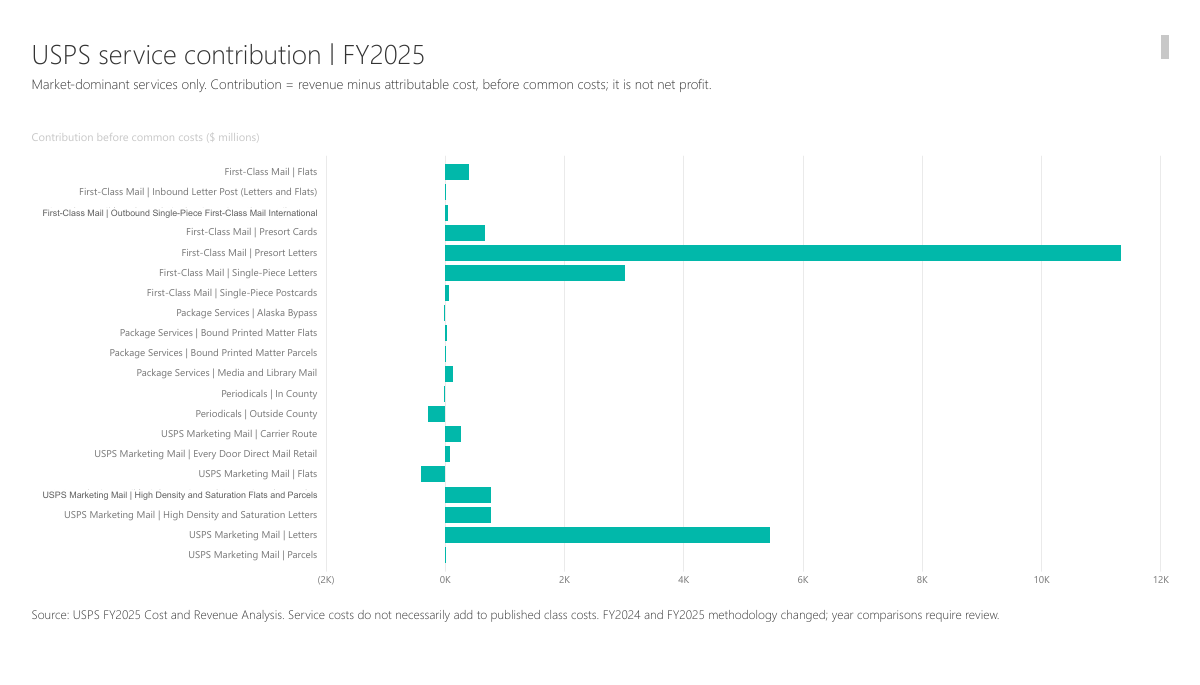 USPS service contribution | FY2025
Market-dominant services only. Contribution = revenue minus attributable cost, before common costs; it is not net profit.
Contribution before common costs ($ millions)
First-Class Mail | Flats
First-Class Mail | Inbound Letter Post (Letters and Flats)
First-Class Mail | Outbound Single-Piece First-Class Mail International
First-Class Mail | Presort Cards
First-Class Mail | Presort Letters
First-Class Mail | Single-Piece Letters
First-Class Mail | Single-Piece Postcards
Package Services | Alaska Bypass
Package Services | Bound Printed Matter Flats
Package Services | Bound Printed Matter Parcels
Package Services | Media and Library Mail
Periodicals | In County
Periodicals | Outside County
USPS Marketing Mail | Carrier Route
USPS Marketing Mail | Every Door Direct Mail Retail
USPS Marketing Mail | Flats
USPS Marketing Mail | High Density and Saturation Flats and Parcels
USPS Marketing Mail | High Density and Saturation Letters
USPS Marketing Mail | Letters
USPS Marketing Mail | Parcels
(2K) 0K 2K 4K 6K 8K 10K 12K
Source: USPS FY2025 Cost and Revenue Analysis. Service costs do not necessarily add to published class costs. FY2024 and FY2025 methodology changed; year comparisons require review.